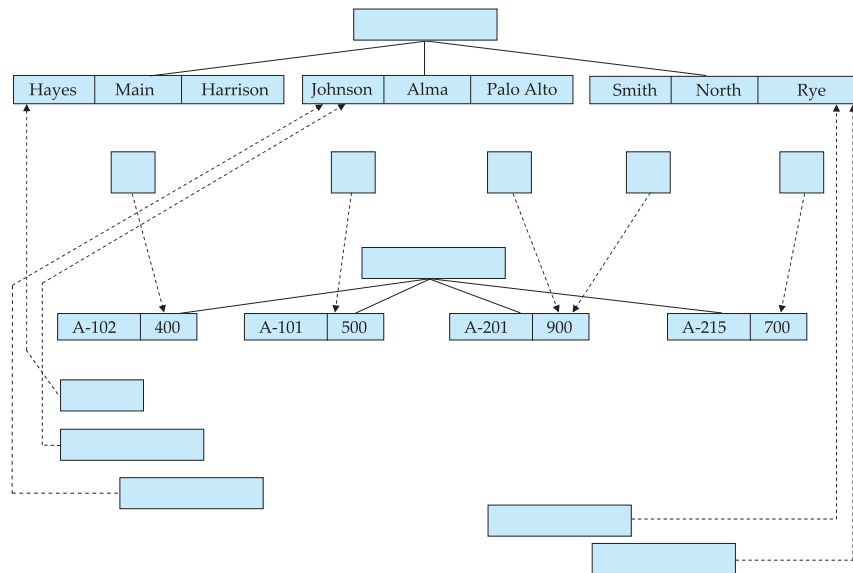 Hayes Main Harrison Johnson Alma Palo Alto Smith North Rye
A-102 400 A-101 500 A-201 900 A-215 700